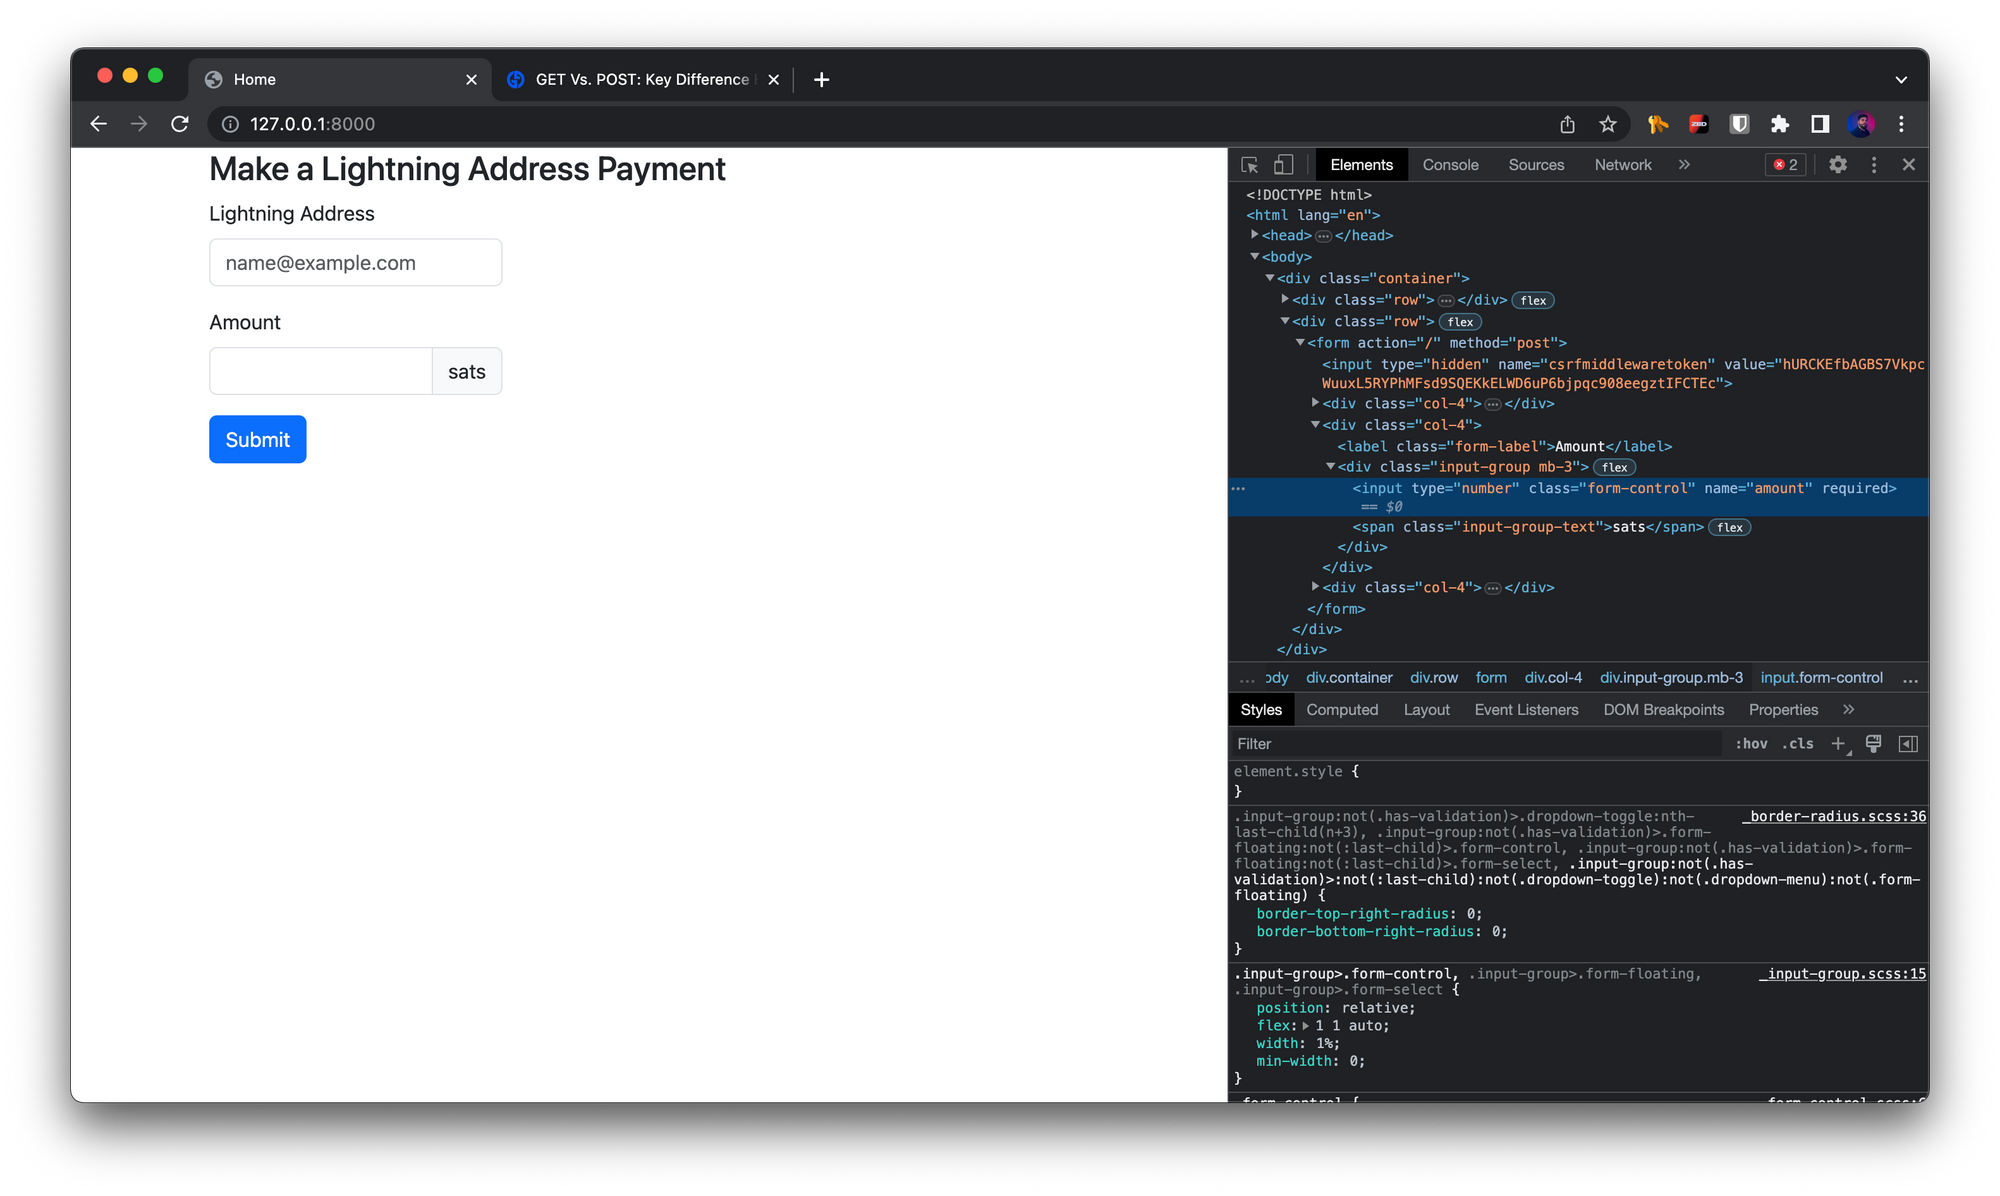 Home
GET Vs. POST: Key Difference
127.0.0.1:8000
ZBD
Make a Lightning Address Payment
Lightning Address
name@example.com
Amount
sats
Submit
Elements Console Sources Network » 2
<!DOCTYPE html>
<html lang="en">
<head> ⋯ </head>
<body>
<div class="container">
<div class="row"> ⋯ </div> flex
<div class="row"> flex
<form action="/" method="post">
<input type="hidden" name="csrfmiddlewaretoken" value="hURCKEfbAGBS7Vkpc
WuuxL5RYPhMFsd9SQEKkELWD6uP6bjpqc908eegztIFCTEc">
<div class="col-4"> ⋯ </div>
<div class="col-4">
<label class="form-label">Amount</label>
<div class="input-group mb-3"> flex
<input type="number" class="form-control" name="amount" required>
== $0
<span class="input-group-text">sats</span> flex
</div>
</div>
<div class="col-4"> ⋯ </div>
</form>
</div>
</div>
... ody div.container div.row form div.col-4 div.input-group.mb-3 input.form-control ...
Styles Computed Layout Event Listeners DOM Breakpoints Properties »
Filter :hov .cls +
element.style {
}
.input-group:not(.has-validation)>.dropdown-toggle:nth- _border-radius.scss:36
last-child(n+3), .input-group:not(.has-validation)>.form-
floating:not(:last-child)>.form-control, .input-group:not(.has-validation)>.form-
floating:not(:last-child)>.form-select, .input-group:not(.has-
validation)>:not(:last-child):not(.dropdown-toggle):not(.dropdown-menu):not(.form-
floating) {
border-top-right-radius: 0;
border-bottom-right-radius: 0;
}
.input-group>.form-control, .input-group>.form-floating, _input-group.scss:15
.input-group>.form-select {
position: relative;
flex: 1 1 auto;
width: 1%;
min-width: 0;
}
.form-control {